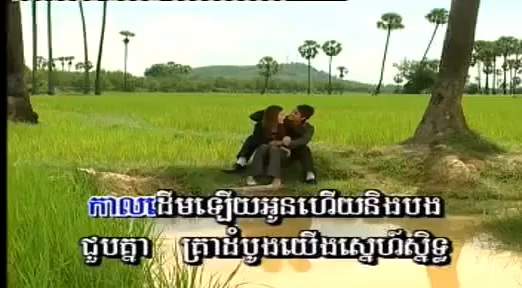 កាលដើមឡើយអូនហើយនិងបង
ជួបគ្នា គ្រាដំបូងយើងស្នេហ៍ស្និទ្ធ